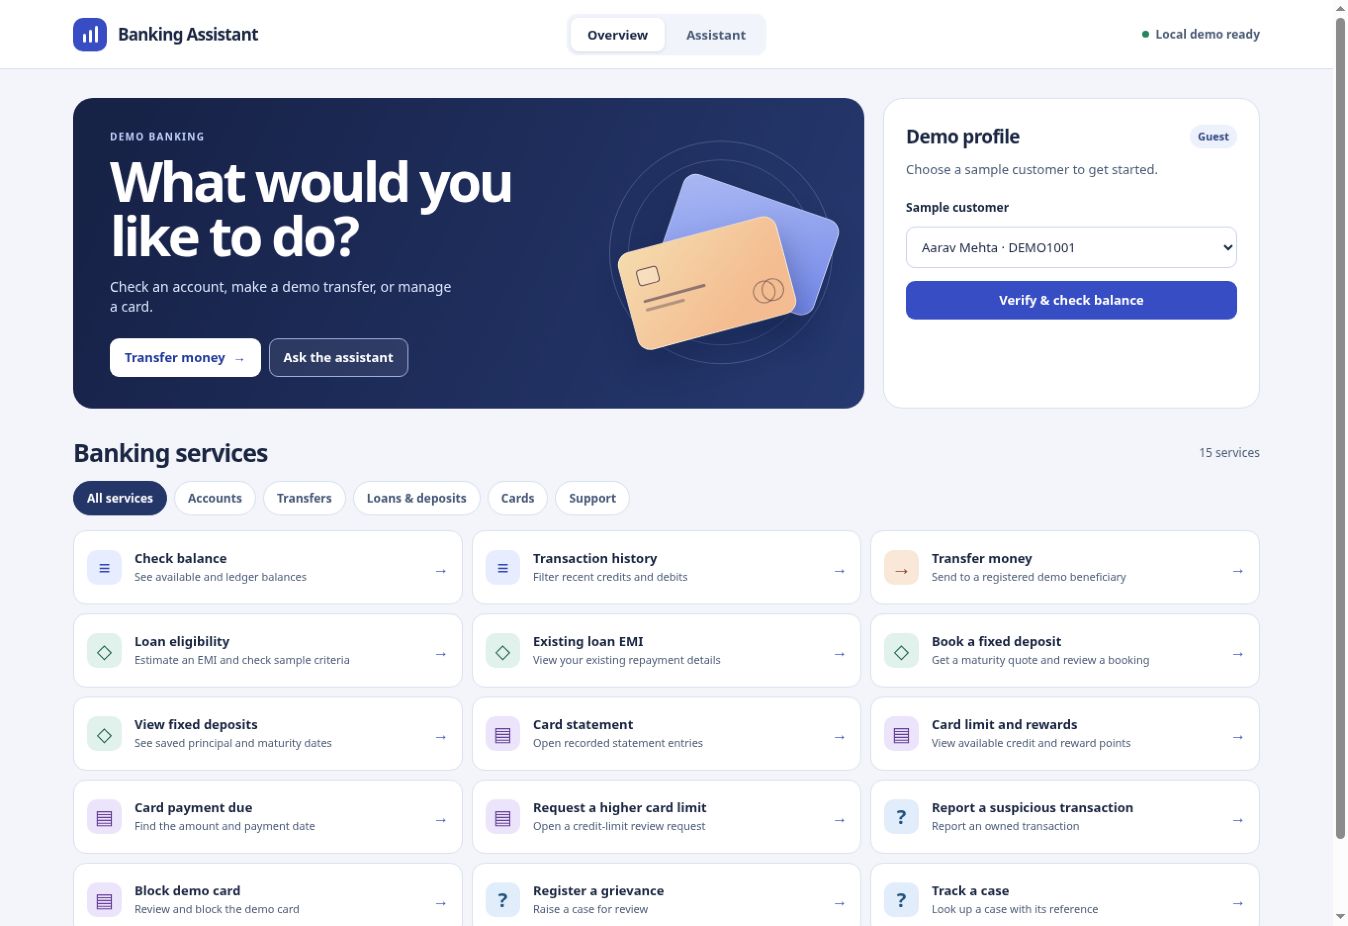 Banking Assistant
Overview
Assistant
Local demo ready
DEMO BANKING
What would you
like to do?
Check an account, make a demo transfer, or manage
a card.
Transfer money →
Ask the assistant
Demo profile
Guest
Choose a sample customer to get started.
Sample customer
Aarav Mehta · DEMO1001
Verify & check balance
Banking services
15 services
All services
Accounts
Transfers
Loans & deposits
Cards
Support
Check balance
See available and ledger balances
Transaction history
Filter recent credits and debits
Transfer money
Send to a registered demo beneficiary
Loan eligibility
Estimate an EMI and check sample criteria
Existing loan EMI
View your existing repayment details
Book a fixed deposit
Get a maturity quote and review a booking
View fixed deposits
See saved principal and maturity dates
Card statement
Open recorded statement entries
Card limit and rewards
View available credit and reward points
Card payment due
Find the amount and payment date
Request a higher card limit
Open a credit-limit review request
Report a suspicious transaction
Report an owned transaction
Block demo card
Review and block the demo card
Register a grievance
Raise a case for review
Track a case
Look up a case with its reference